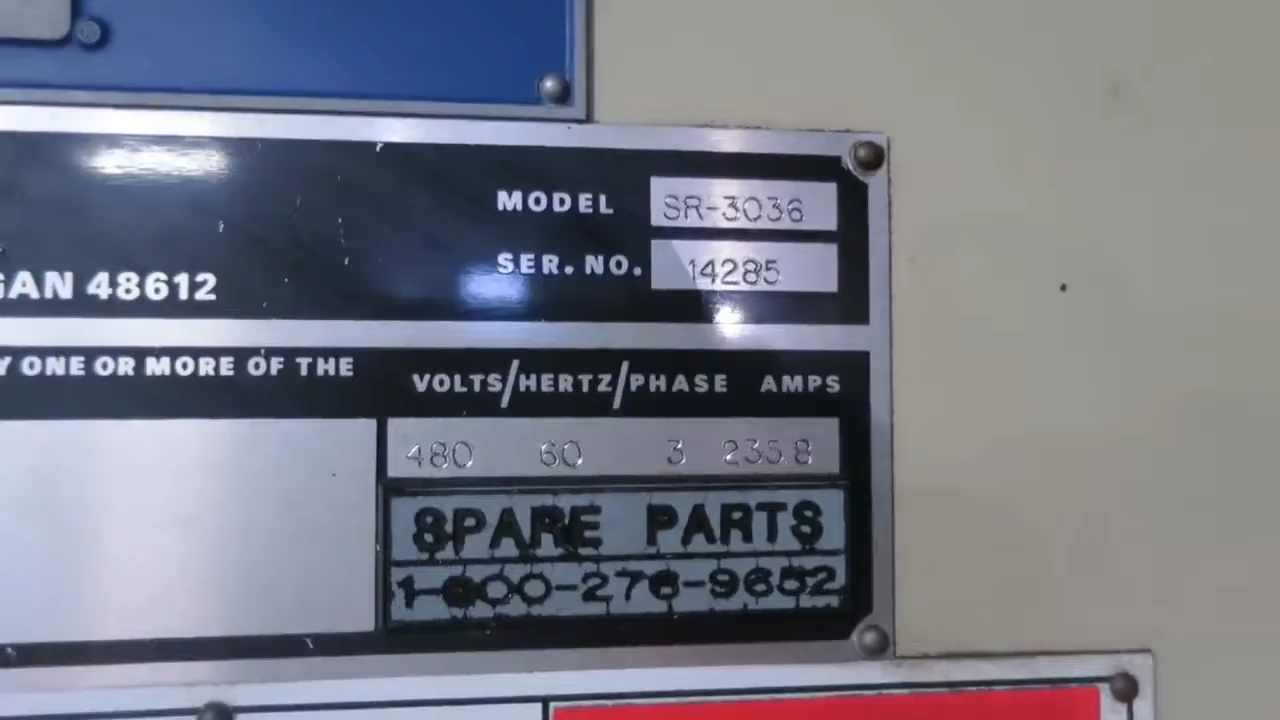 MODEL SR-3036
SER. NO. 14285
GAN 48612
Y ONE OR MORE OF THE
VOLTS/HERTZ/PHASE AMPS
480 60 3 235.8
SPARE PARTS
1-800-276-9652